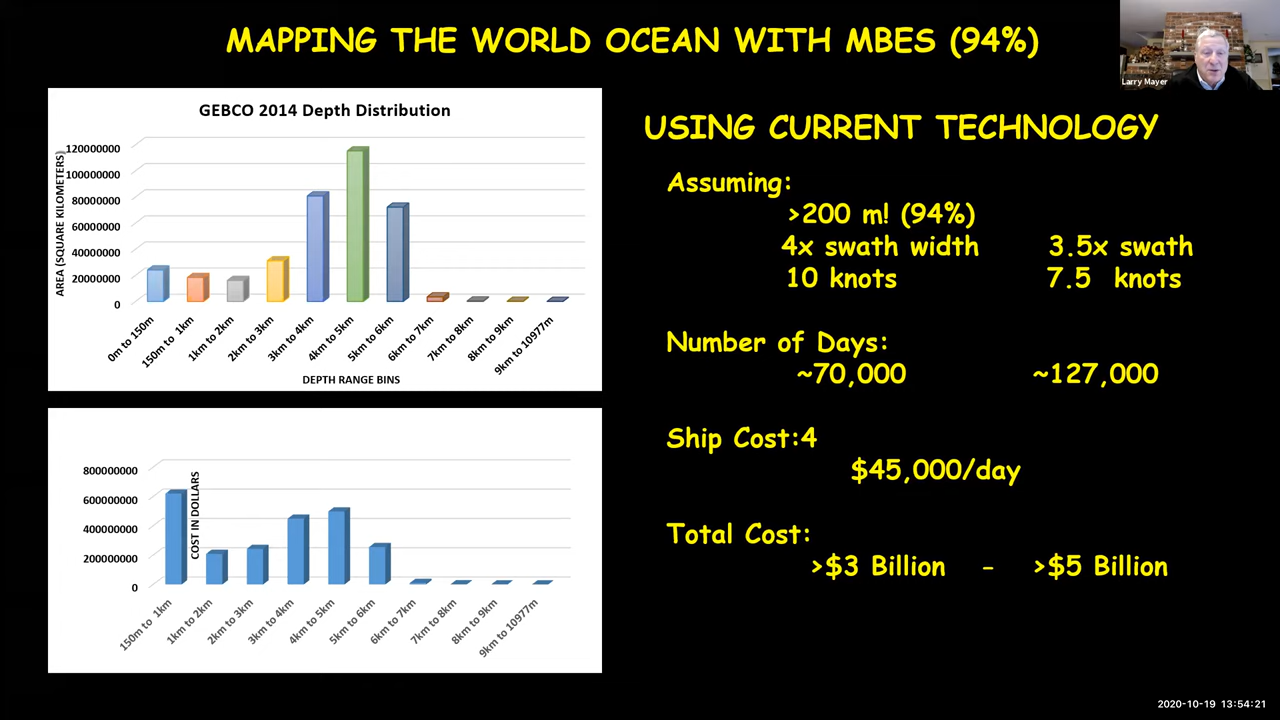 MAPPING THE WORLD OCEAN WITH MBES (94%)
Larry Mayer
GEBCO 2014 Depth Distribution
AREA (SQUARE KILOMETERS)
120000000
100000000
80000000
60000000
40000000
20000000
0
0m to 150m
150m to 1km
1km to 2km
2km to 3km
3km to 4km
4km to 5km
5km to 6km
6km to 7km
7km to 8km
8km to 9km
9km to 10977m
DEPTH RANGE BINS
COST IN DOLLARS
800000000
600000000
400000000
200000000
0
150m to 1km
1km to 2km
2km to 3km
3km to 4km
4km to 5km
5km to 6km
6km to 7km
7km to 8km
8km to 9km
9km to 10977m
USING CURRENT TECHNOLOGY
Assuming:
>200 m! (94%)
4x swath width 3.5x swath
10 knots 7.5 knots
Number of Days:
~70,000 ~127,000
Ship Cost:4
$45,000/day
Total Cost:
>$3 Billion - >$5 Billion
2020-10-19 13:54:21